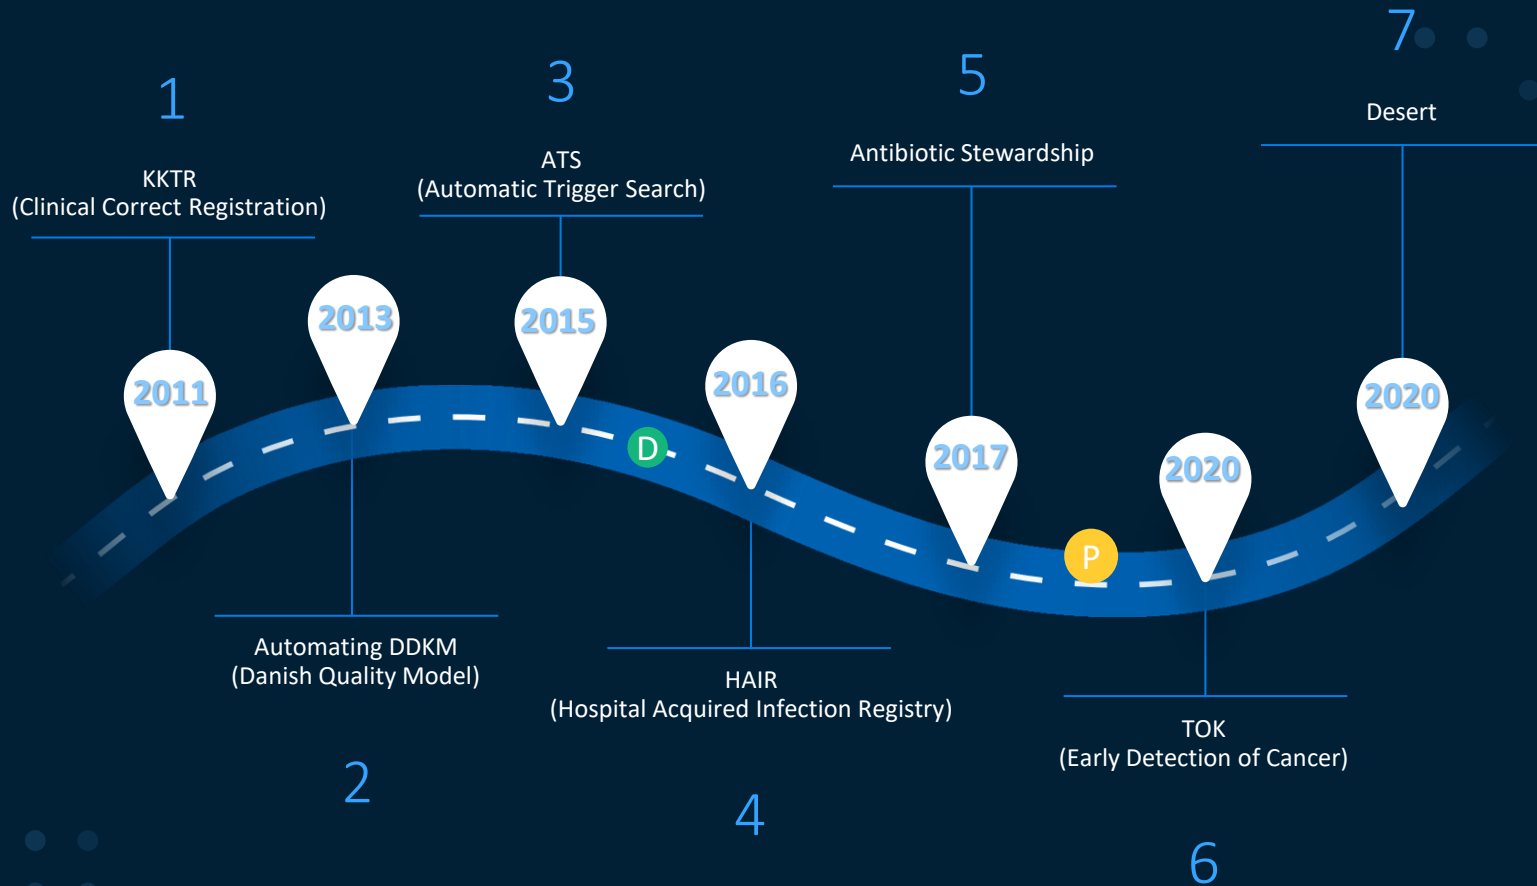 1
KKTR
(Clinical Correct Registration)
2011
2013
Automating DDKM
(Danish Quality Model)
2
3
ATS
(Automatic Trigger Search)
2015
D
2016
HAIR
(Hospital Acquired Infection Registry)
4
5
Antibiotic Stewardship
2017
P
2020
TOK
(Early Detection of Cancer)
6
7
Desert
2020